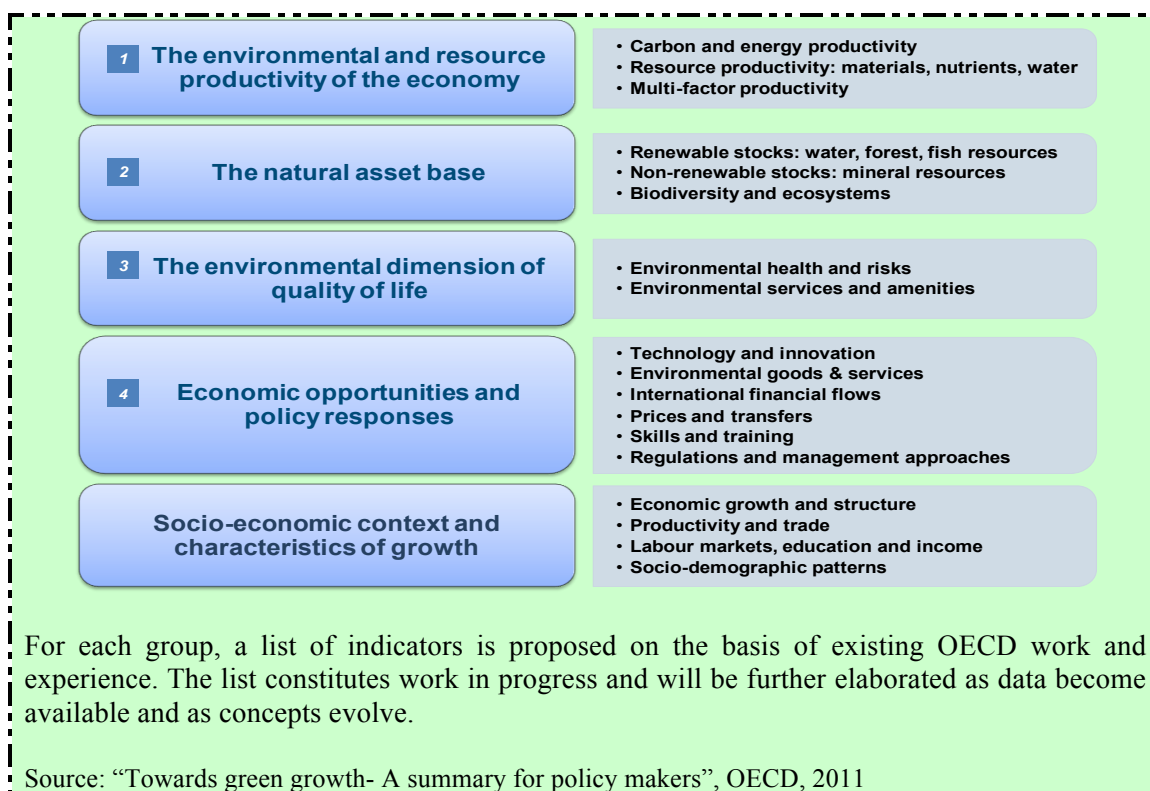 1 The environmental and resource
productivity of the economy
• Carbon and energy productivity
• Resource productivity: materials, nutrients, water
• Multi-factor productivity
2 The natural asset base
• Renewable stocks: water, forest, fish resources
• Non-renewable stocks: mineral resources
• Biodiversity and ecosystems
3 The environmental dimension of
quality of life
• Environmental health and risks
• Environmental services and amenities
4 Economic opportunities and
policy responses
• Technology and innovation
• Environmental goods & services
• International financial flows
• Prices and transfers
• Skills and training
• Regulations and management approaches
Socio-economic context and
characteristics of growth
• Economic growth and structure
• Productivity and trade
• Labour markets, education and income
• Socio-demographic patterns
For each group, a list of indicators is proposed on the basis of existing OECD work and
experience. The list constitutes work in progress and will be further elaborated as data become
available and as concepts evolve.
Source: “Towards green growth- A summary for policy makers”, OECD, 2011